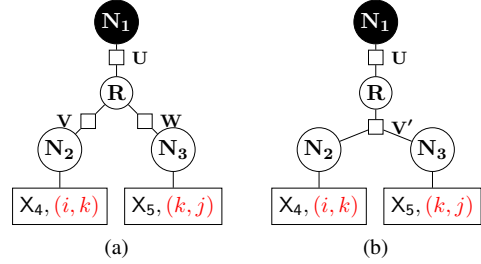 N₁ N₁
U U
R R
V W V′
N₂ N₃ N₂ N₃
X₄, (i, k) X₅, (k, j) X₄, (i, k) X₅, (k, j)
(a) (b)